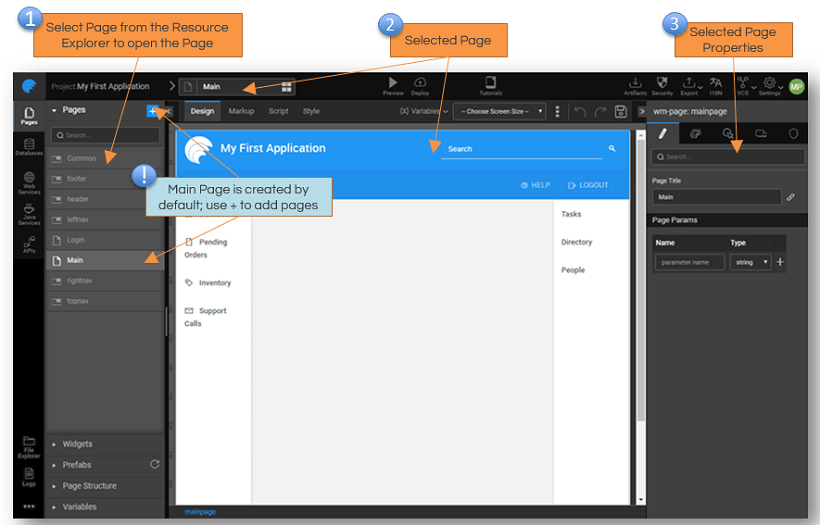 1
Select Page from the Resource
Explorer to open the Page
2
Selected Page
3
Selected Page
Properties
Project: My First Application
Main
Preview
Deploy
Tutorials
Artifacts
Security
Export
I18N
VCS
Settings
MP
Pages
Databases
Web
Services
Java
Services
APIs
File
Explorer
Logs
Pages
+
Search...
Common
footer
header
leftnav
Login
Main
rightnav
topnav
Widgets
Prefabs
Page Structure
Variables
!
Main Page is created by
default; use + to add pages
Design
Markup
Script
Style
(x) Variables
-- Choose Screen Size --
My First Application
Search
HELP
LOGOUT
Pending
Orders
Inventory
Support
Calls
Tasks
Directory
People
mainpage
wm-page: mainpage
Search...
Page Title
Main
Page Params
Name Type
parameter name string +